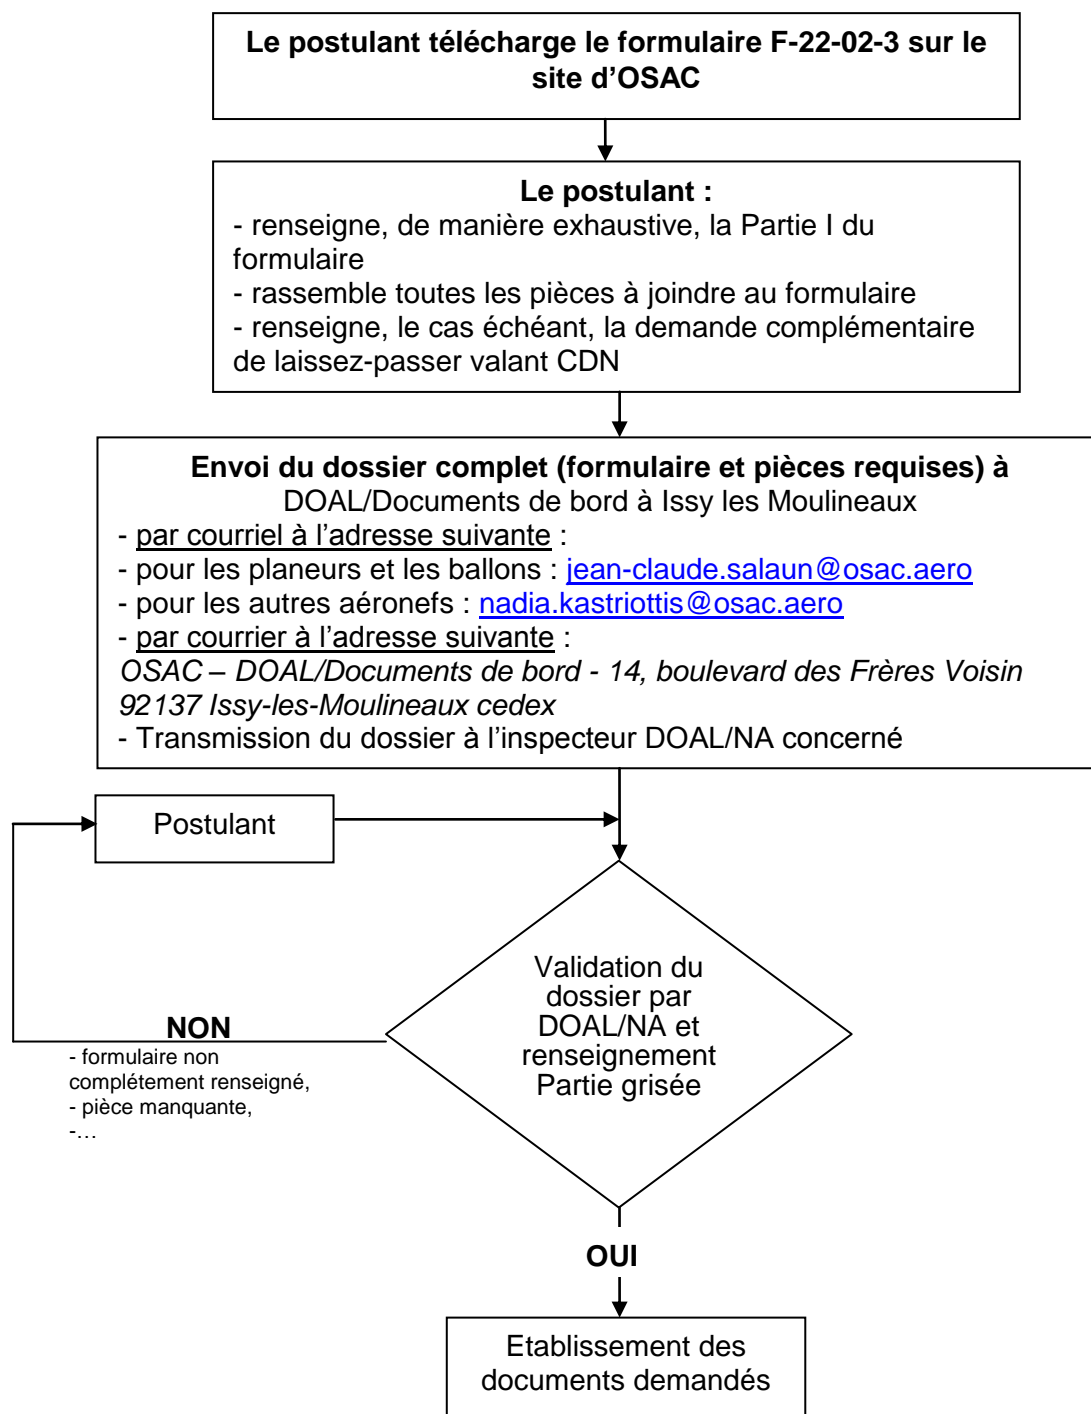 Le postulant télécharge le formulaire F-22-02-3 sur le
site d’OSAC
Le postulant :
- renseigne, de manière exhaustive, la Partie I du
formulaire
- rassemble toutes les pièces à joindre au formulaire
- renseigne, le cas échéant, la demande complémentaire
de laissez-passer valant CDN
Envoi du dossier complet (formulaire et pièces requises) à
DOAL/Documents de bord à Issy les Moulineaux
- par courriel à l’adresse suivante :
- pour les planeurs et les ballons : jean-claude.salaun@osac.aero
- pour les autres aéronefs : nadia.kastriottis@osac.aero
- par courrier à l’adresse suivante :
OSAC – DOAL/Documents de bord - 14, boulevard des Frères Voisin
92137 Issy-les-Moulineaux cedex
- Transmission du dossier à l’inspecteur DOAL/NA concerné
Postulant
Validation du
dossier par
DOAL/NA et
renseignement
Partie grisée
NON
- formulaire non
complétement renseigné,
- pièce manquante,
-…
OUI
Etablissement des
documents demandés